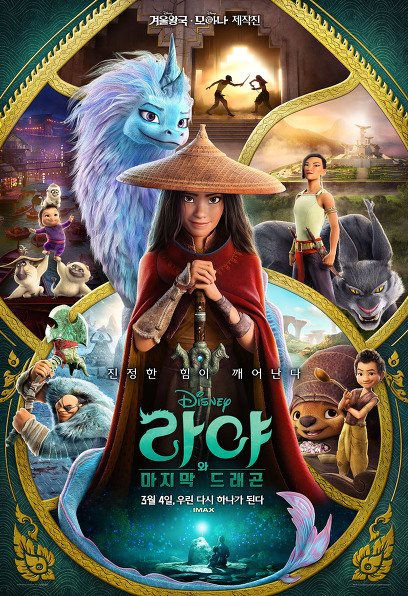 겨울왕국·모아나 제작진
진정한 힘이 깨어난다
DISNEY
라야
와
마지막 드래곤
3월 4일, 우린 다시 하나가 된다
IMAX